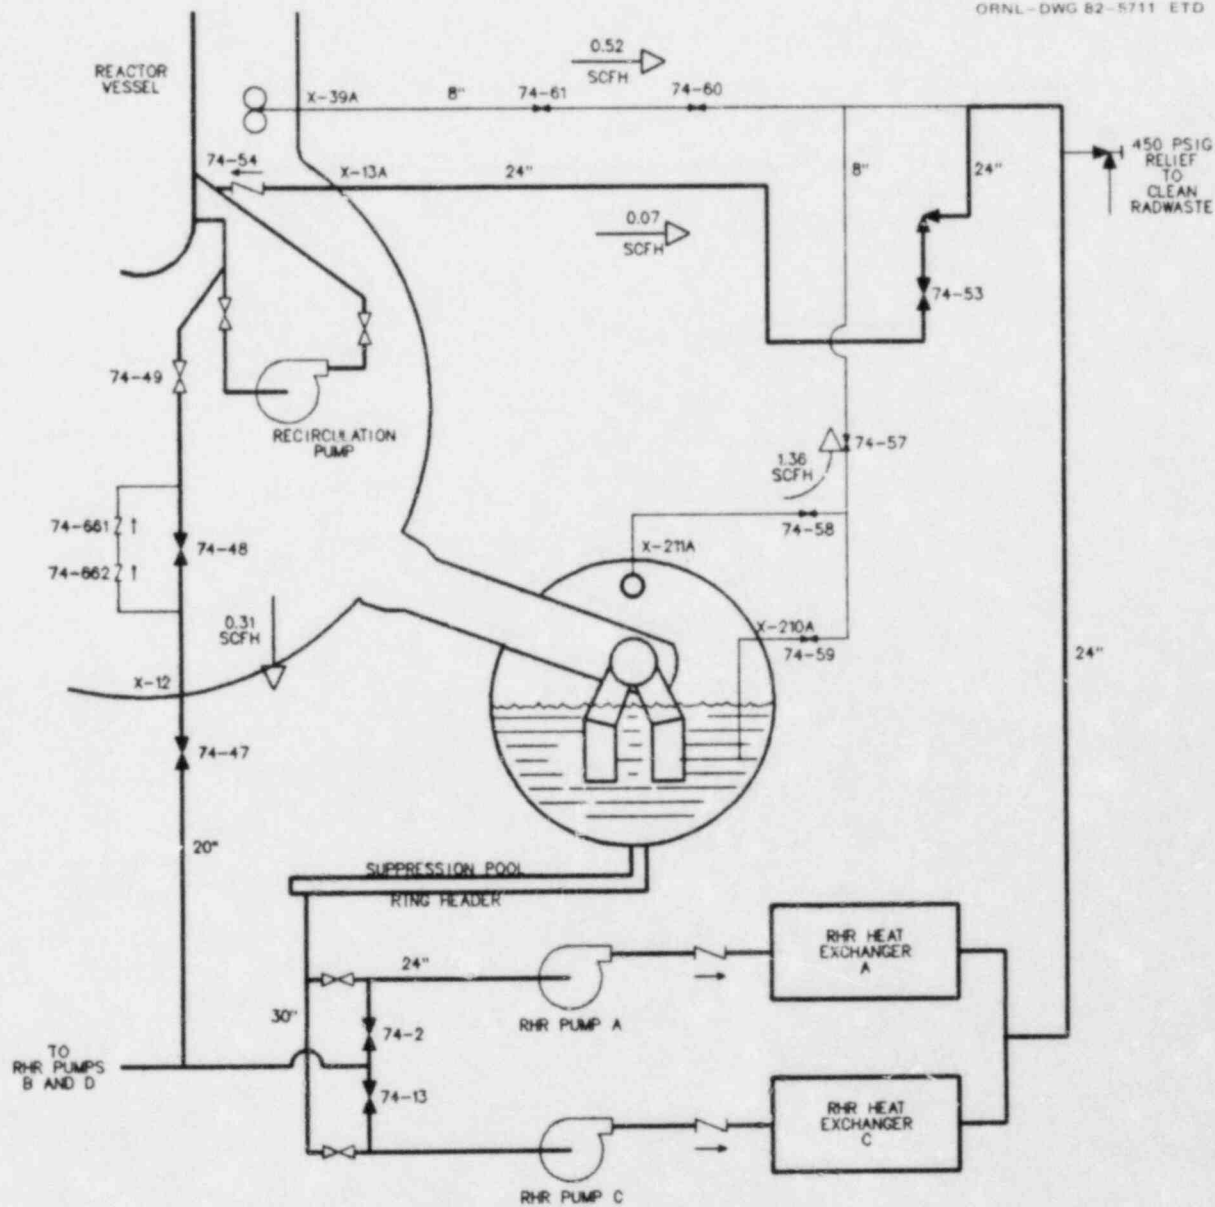 ORNL-DWG 82-5711 ETD
REACTOR
VESSEL
0.52
SCFH
X-39A
8"
74-61
74-60
450 PSIG
RELIEF
TO
CLEAN
RADWASTE
74-54
X-13A
24"
8"
24"
0.07
SCFH
74-53
74-49
RECIRCULATION
PUMP
74-57
1.36
SCFH
74-661
74-48
74-58
74-662
X-211A
0.31
SCFH
X-210A
74-59
24"
X-12
74-47
20"
SUPPRESSION POOL
RING HEADER
24"
RHR HEAT
EXCHANGER
A
30"
RHR PUMP A
74-2
TO
RHR PUMPS
B AND D
74-13
RHR HEAT
EXCHANGER
C
RHR PUMP C